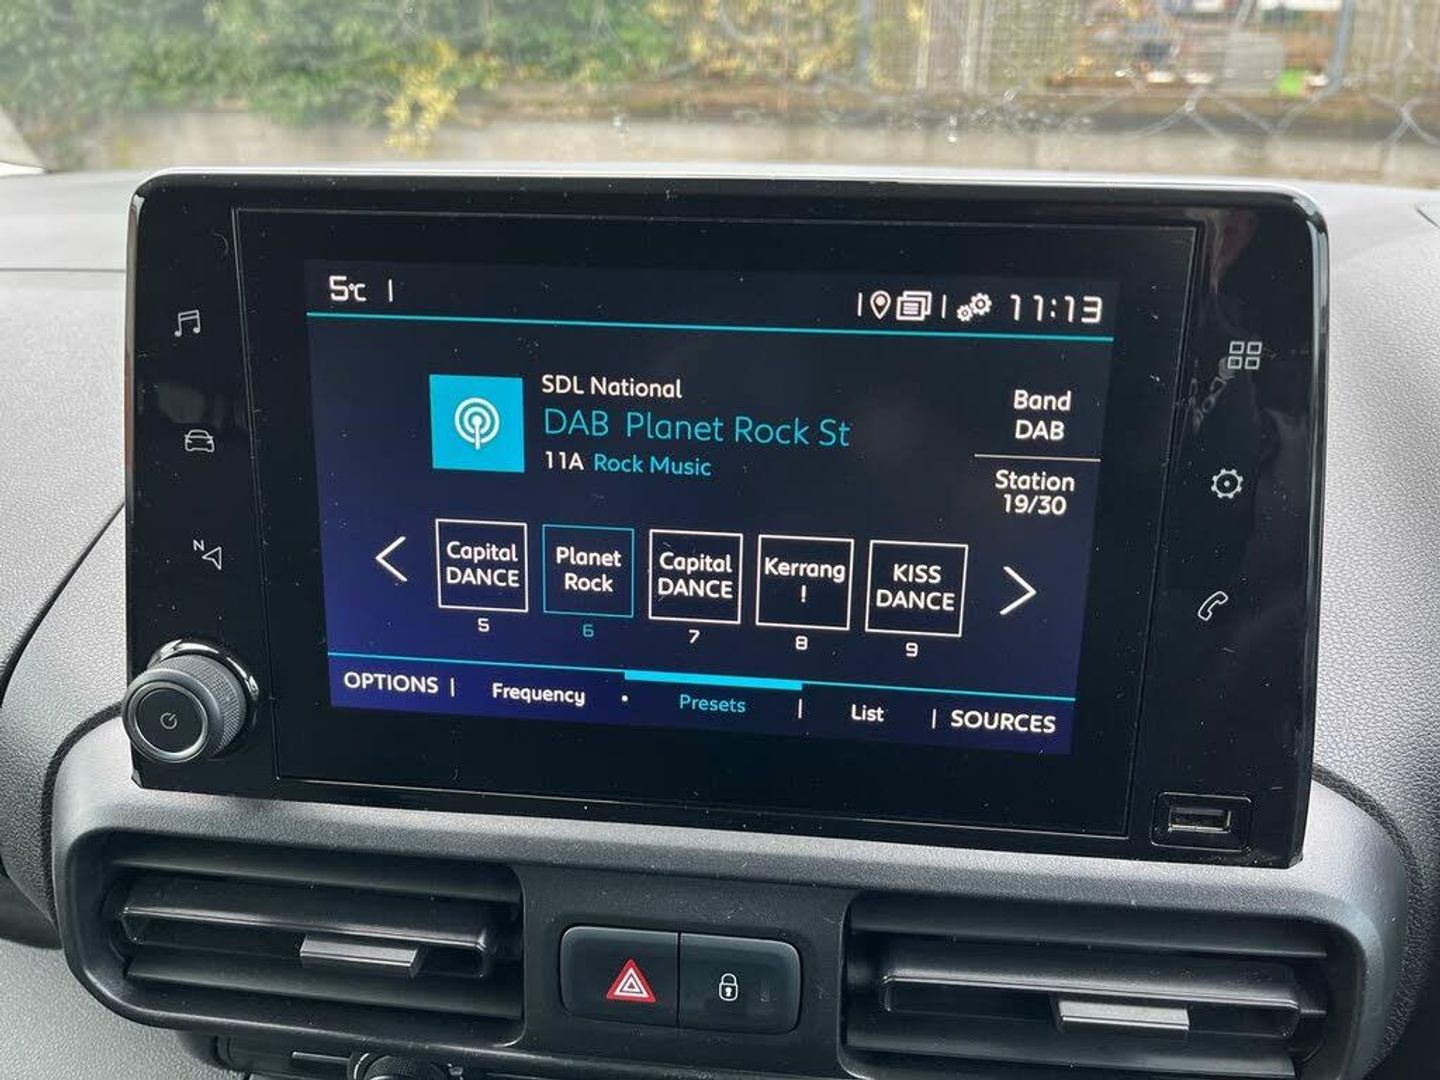 5°C
11:13
SDL National
DAB Planet Rock St
11A Rock Music
Band
DAB
Station
19/30
Capital
DANCE
5
Planet
Rock
6
Capital
DANCE
7
Kerrang
!
8
KISS
DANCE
9
OPTIONS | Frequency • Presets | List | SOURCES
N